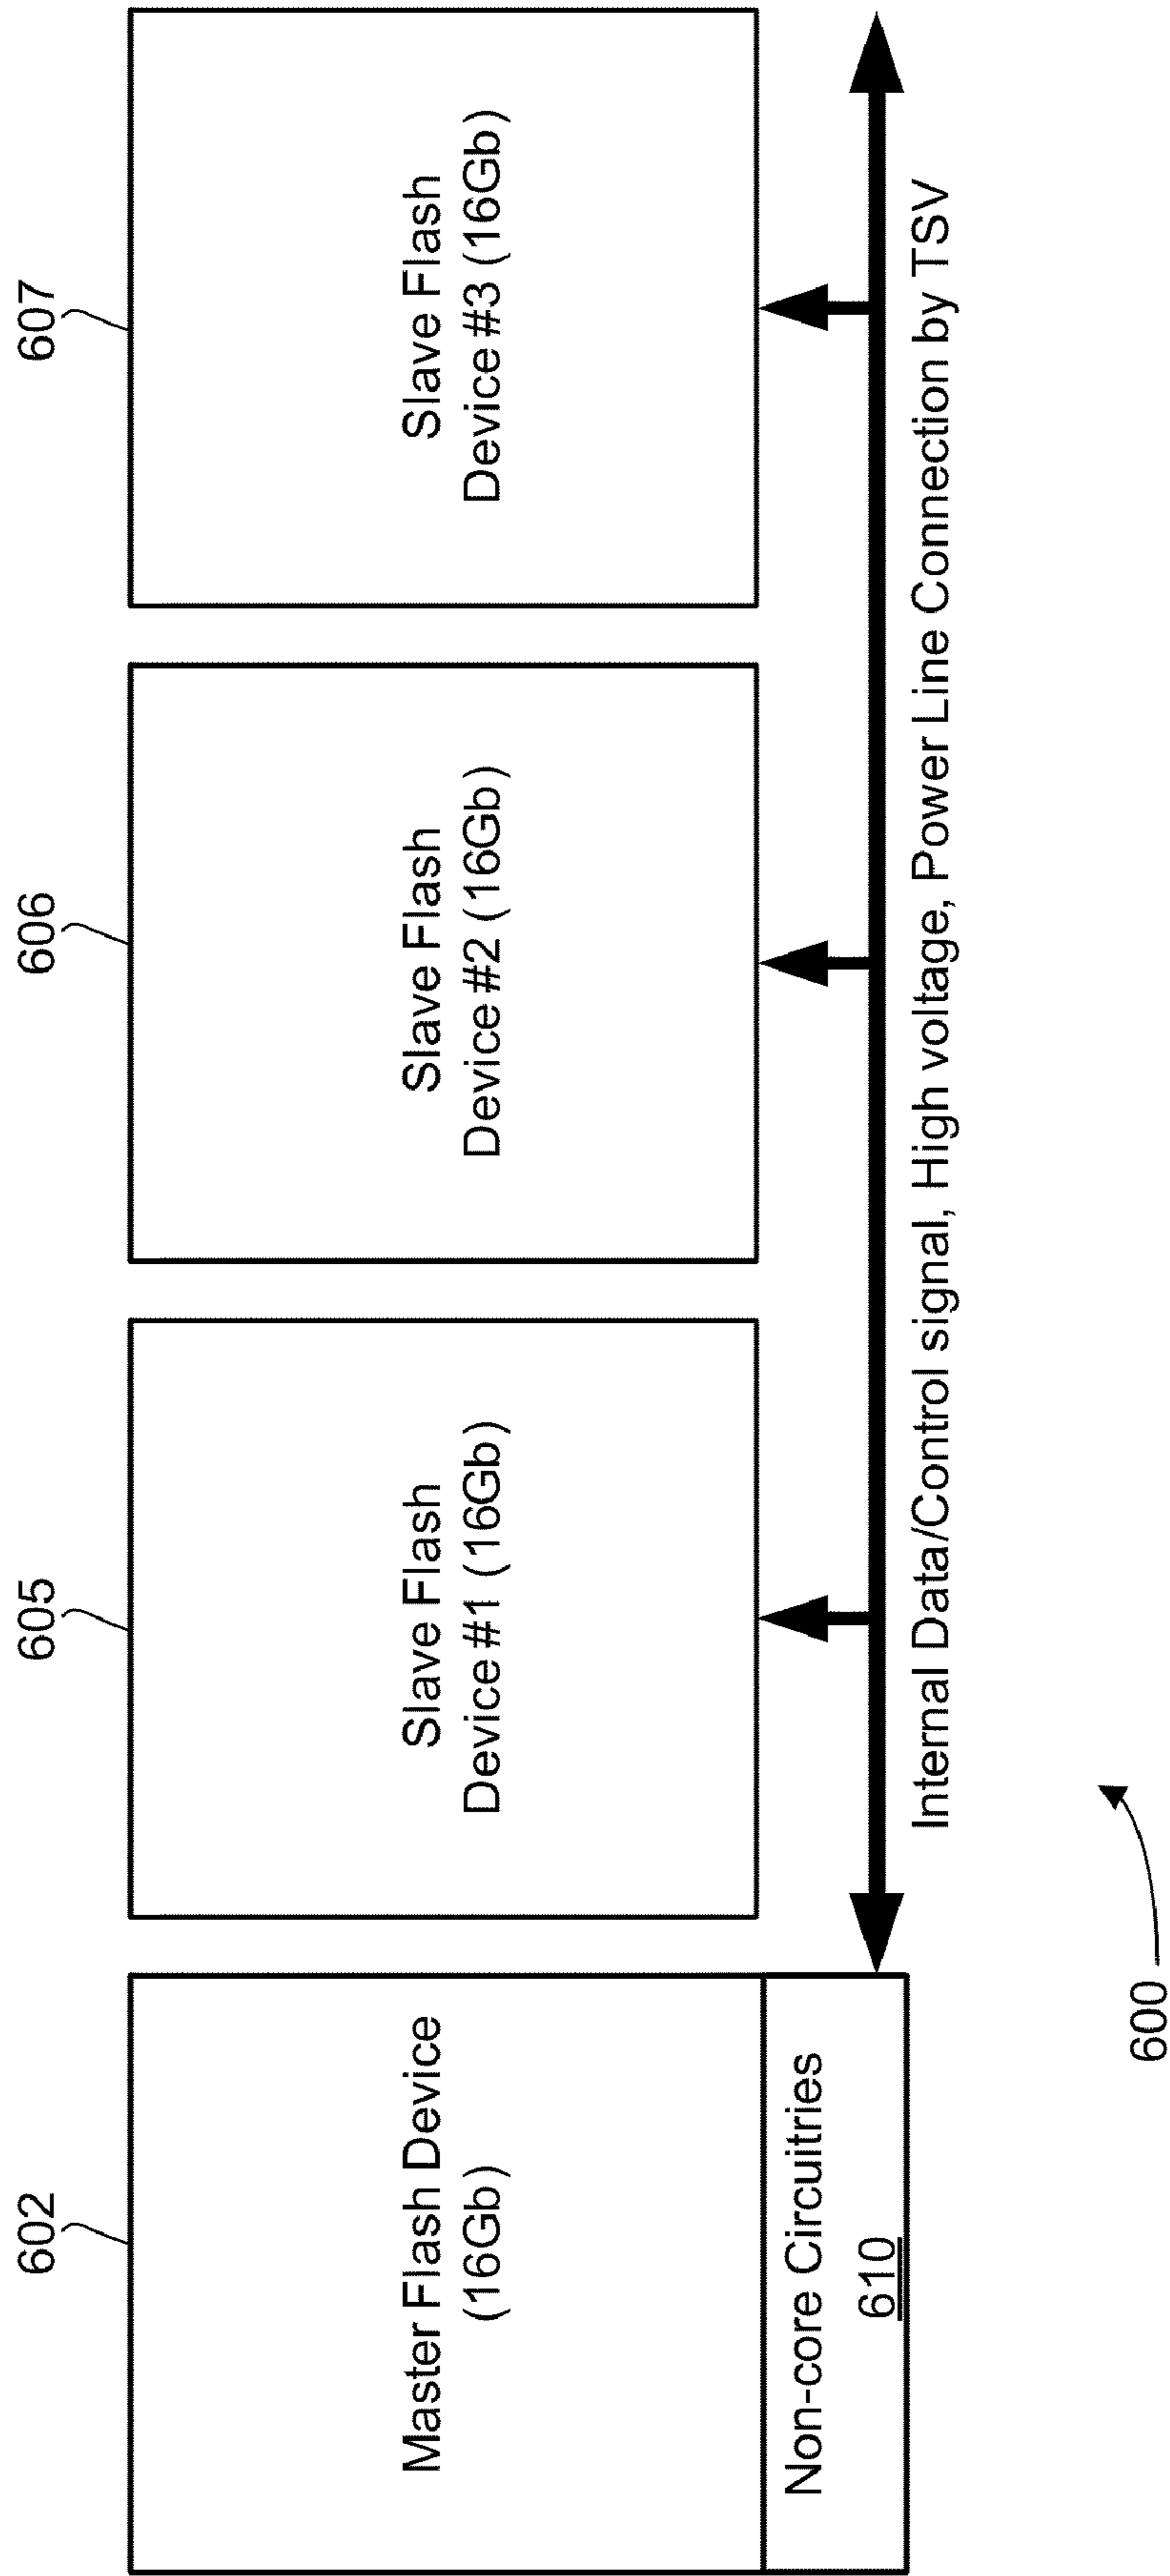 602
605
606
607
Master Flash Device
(16Gb)
Slave Flash
Device #1 (16Gb)
Slave Flash
Device #2 (16Gb)
Slave Flash
Device #3 (16Gb)
Non-core Circuitries
610
Internal Data/Control signal, High voltage, Power Line Connection by TSV
600